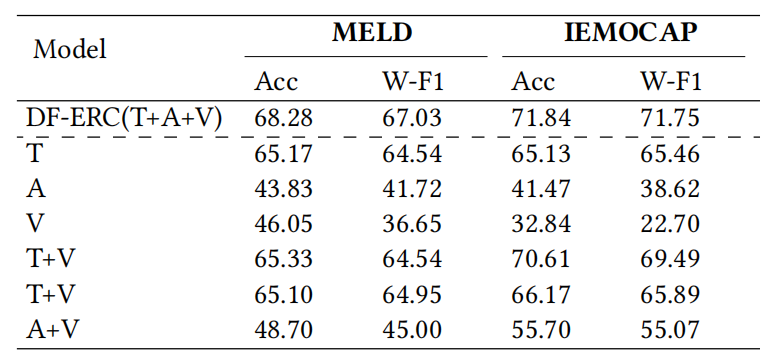 Model MELD IEMOCAP
Acc W-F1 Acc W-F1
DF-ERC(T+A+V) 68.28 67.03 71.84 71.75
T 65.17 64.54 65.13 65.46
A 43.83 41.72 41.47 38.62
V 46.05 36.65 32.84 22.70
T+V 65.33 64.54 70.61 69.49
T+V 65.10 64.95 66.17 65.89
A+V 48.70 45.00 55.70 55.07